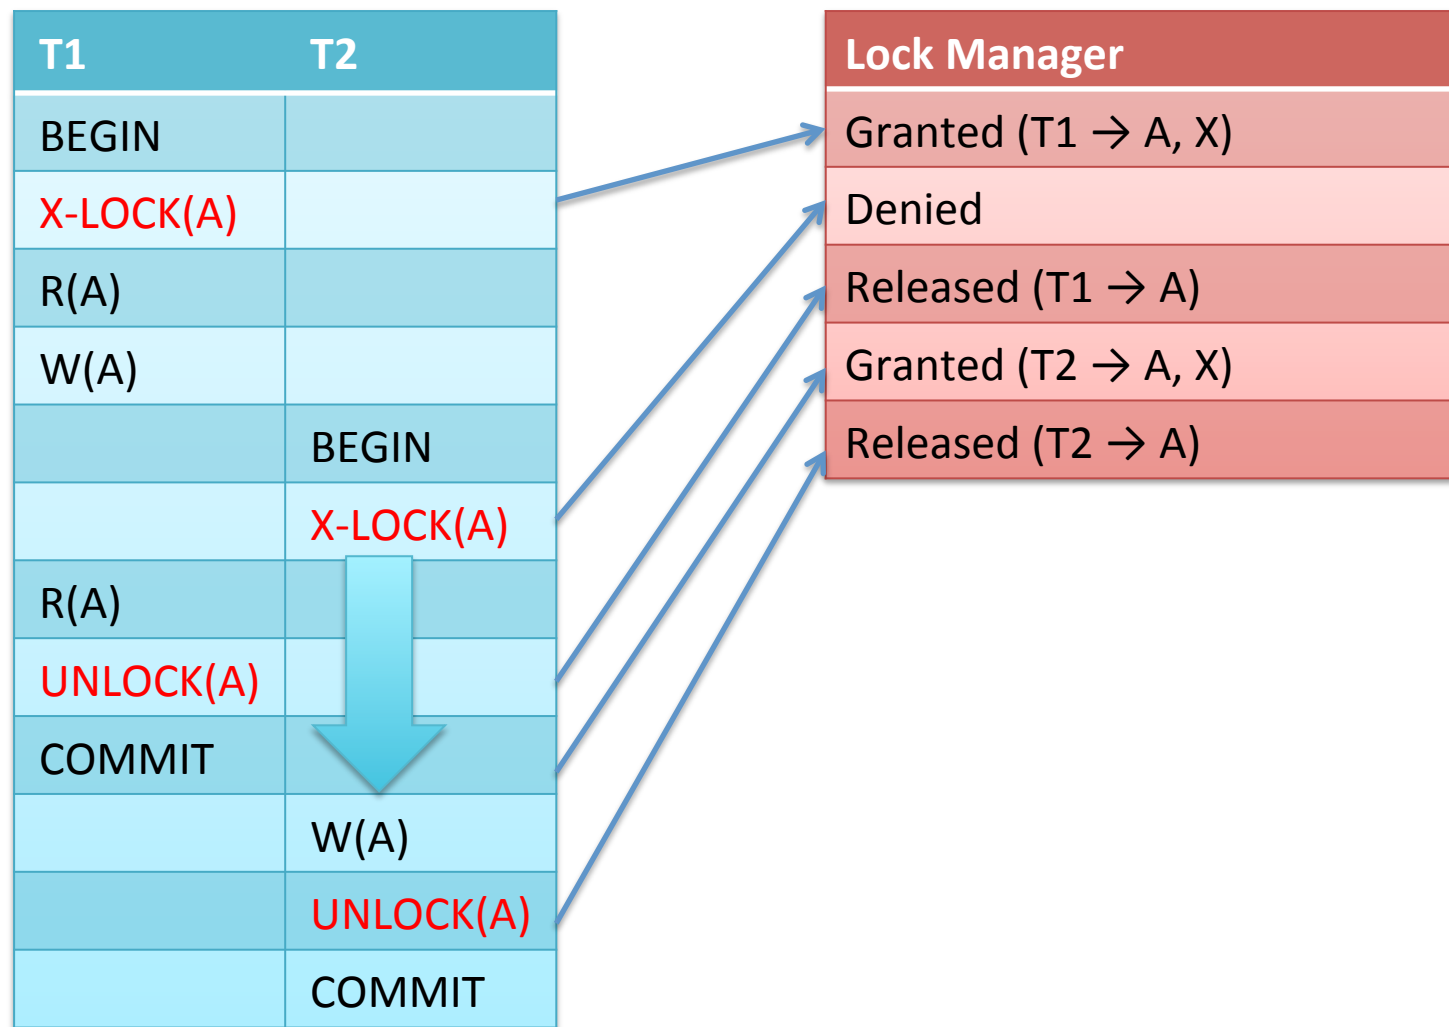 T1 T2
BEGIN
X-LOCK(A)
R(A)
W(A)
BEGIN
X-LOCK(A)
R(A)
UNLOCK(A)
COMMIT
W(A)
UNLOCK(A)
COMMIT
Lock Manager
Granted (T1 → A, X)
Denied
Released (T1 → A)
Granted (T2 → A, X)
Released (T2 → A)